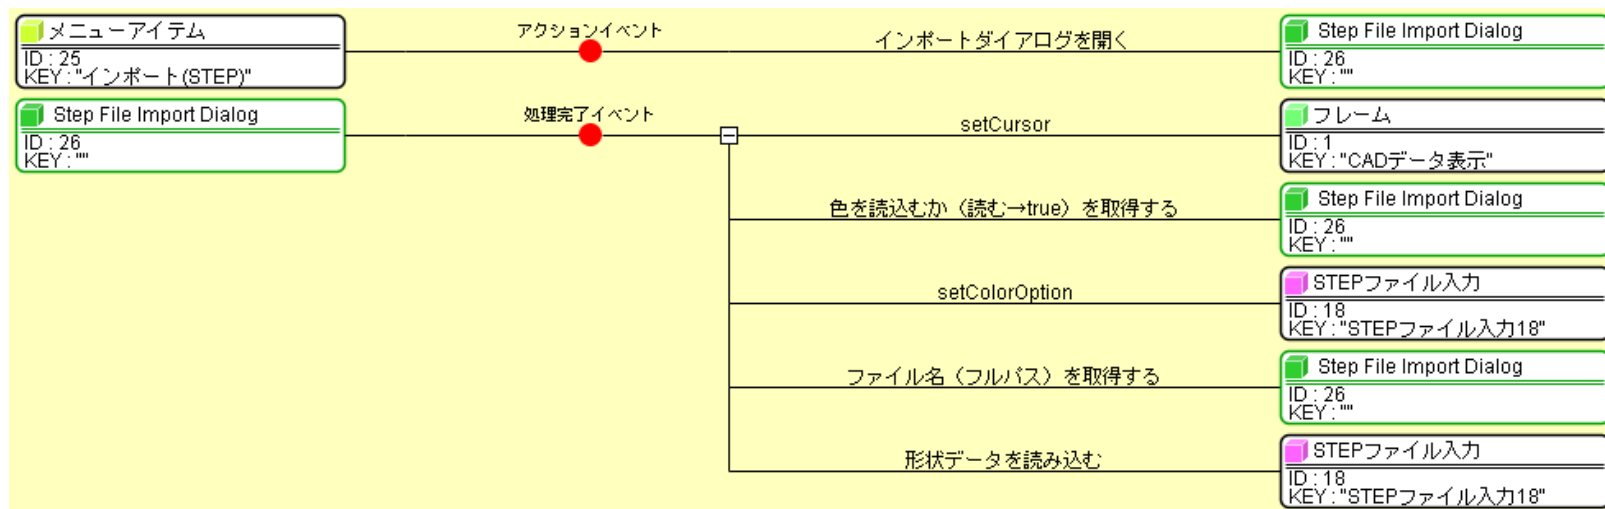 メニューアイテム
ID : 25
KEY : "インポート(STEP)"
アクションイベント
インポートダイアログを開く
Step File Import Dialog
ID : 26
KEY : ""
Step File Import Dialog
ID : 26
KEY : ""
処理完了イベント
setCursor
フレーム
ID : 1
KEY : "CADデータ表示"
色を読込むか（読む→true）を取得する
Step File Import Dialog
ID : 26
KEY : ""
setColorOption
STEPファイル入力
ID : 18
KEY : "STEPファイル入力18"
ファイル名（フルパス）を取得する
Step File Import Dialog
ID : 26
KEY : ""
形状データを読み込む
STEPファイル入力
ID : 18
KEY : "STEPファイル入力18"